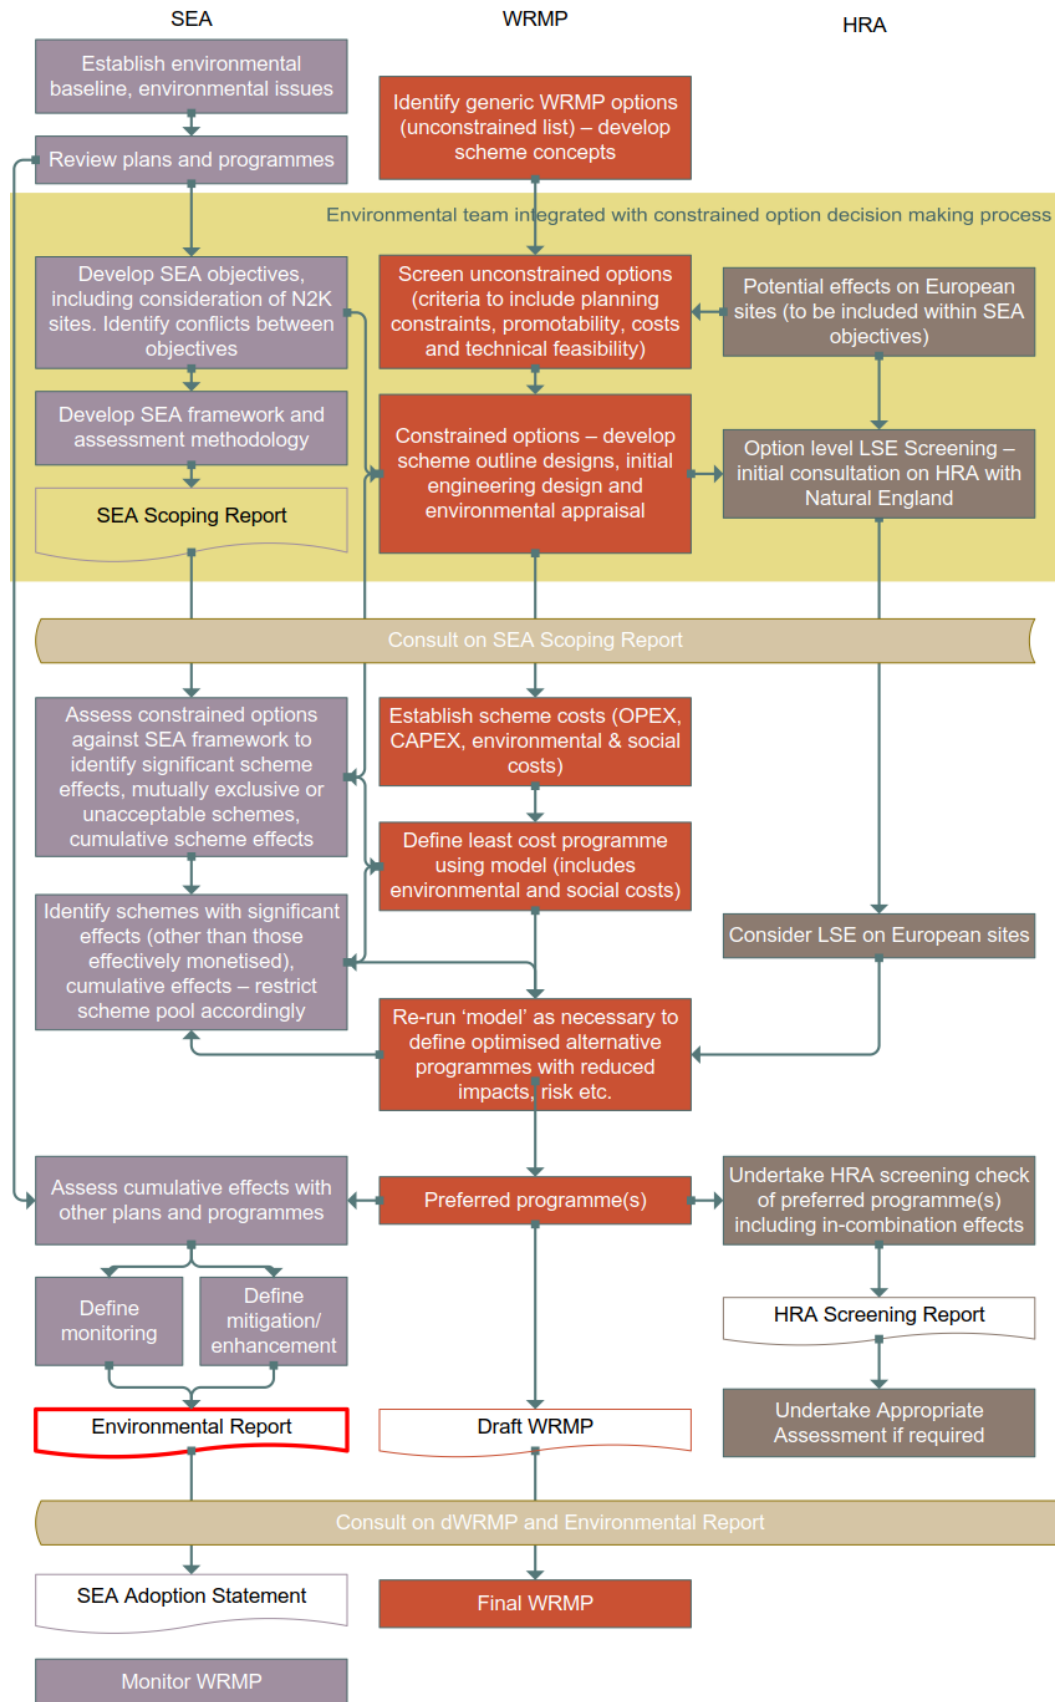 SEA
WRMP
HRA
Establish environmental
baseline, environmental issues
Identify generic WRMP options
(unconstrained list) – develop
scheme concepts
Review plans and programmes
Environmental team integrated with constrained option decision making process
Develop SEA objectives,
including consideration of N2K
sites. Identify conflicts between
objectives
Screen unconstrained options
(criteria to include planning
constraints, promotability, costs
and technical feasibility)
Potential effects on European
sites (to be included within SEA
objectives)
Develop SEA framework and
assessment methodology
Constrained options – develop
scheme outline designs, initial
engineering design and
environmental appraisal
Option level LSE Screening –
initial consultation on HRA with
Natural England
SEA Scoping Report
Consult on SEA Scoping Report
Assess constrained options
against SEA framework to
identify significant scheme
effects, mutually exclusive or
unacceptable schemes,
cumulative scheme effects
Establish scheme costs (OPEX,
CAPEX, environmental & social
costs)
Define least cost programme
using model (includes
environmental and social costs)
Identify schemes with significant
effects (other than those
effectively monetised),
cumulative effects – restrict
scheme pool accordingly
Consider LSE on European sites
Re-run ‘model’ as necessary to
define optimised alternative
programmes with reduced
impacts, risk etc.
Assess cumulative effects with
other plans and programmes
Preferred programme(s)
Undertake HRA screening check
of preferred programme(s)
including in-combination effects
Define
monitoring
Define
mitigation/
enhancement
HRA Screening Report
Environmental Report
Draft WRMP
Undertake Appropriate
Assessment if required
Consult on dWRMP and Environmental Report
SEA Adoption Statement
Final WRMP
Monitor WRMP